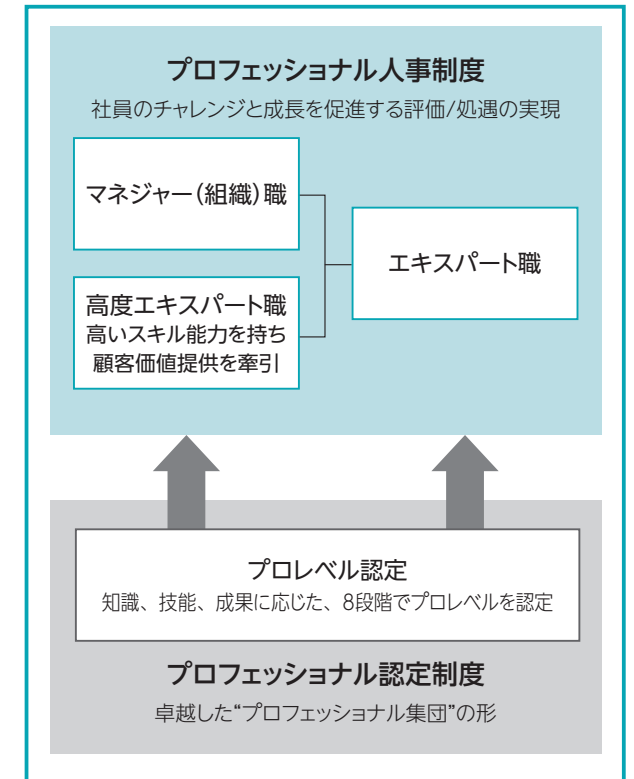 プロフェッショナル人事制度
社員のチャレンジと成長を促進する評価/処遇の実現
マネジャー(組織)職
エキスパート職
高度エキスパート職
高いスキル能力を持ち
顧客価値提供を牽引
プロレベル認定
知識、技能、成果に応じた、8段階でプロレベルを認定
プロフェッショナル認定制度
卓越した“プロフェッショナル集団”の形